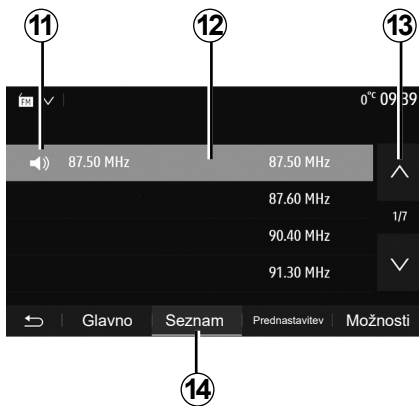 11 12 13
FM 0°C 09:39
87.50 MHz 87.50 MHz
87.60 MHz
1/7
90.40 MHz
91.30 MHz
Glavno Seznam Prednastavitev Možnosti
14